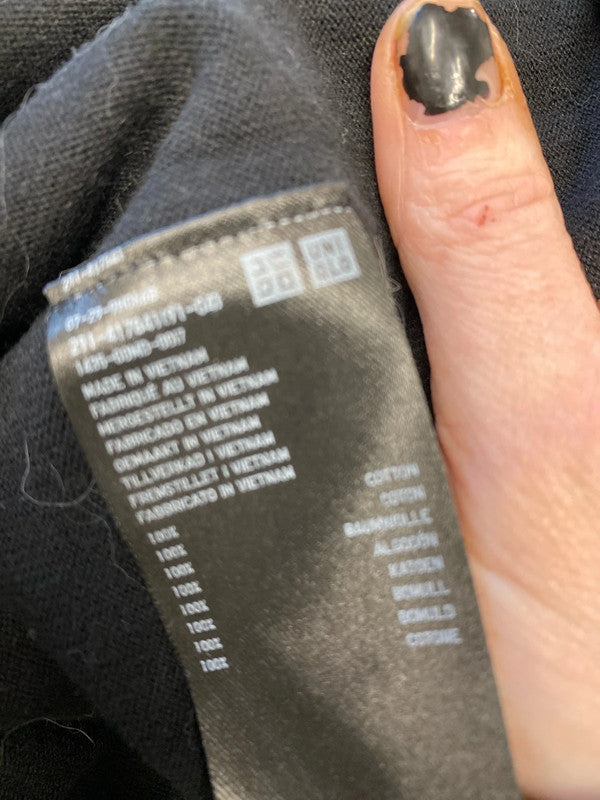 UNI
QLO
MADE IN VIETNAM
FABRIQUÉ AU VIETNAM
HERGESTELLT IN VIETNAM
FABRICADO EN VIETNAM
GEMAAKT IN VIETNAM
TILLVERKAD I VIETNAM
FREMSTILLET I VIETNAM
FABBRICATO IN VIETNAM
100% COTTON
100% COTON
100% BAUMWOLLE
100% ALGODÓN
100% KATOEN
100% BOMULL
100% BOMULD
100% COTONE